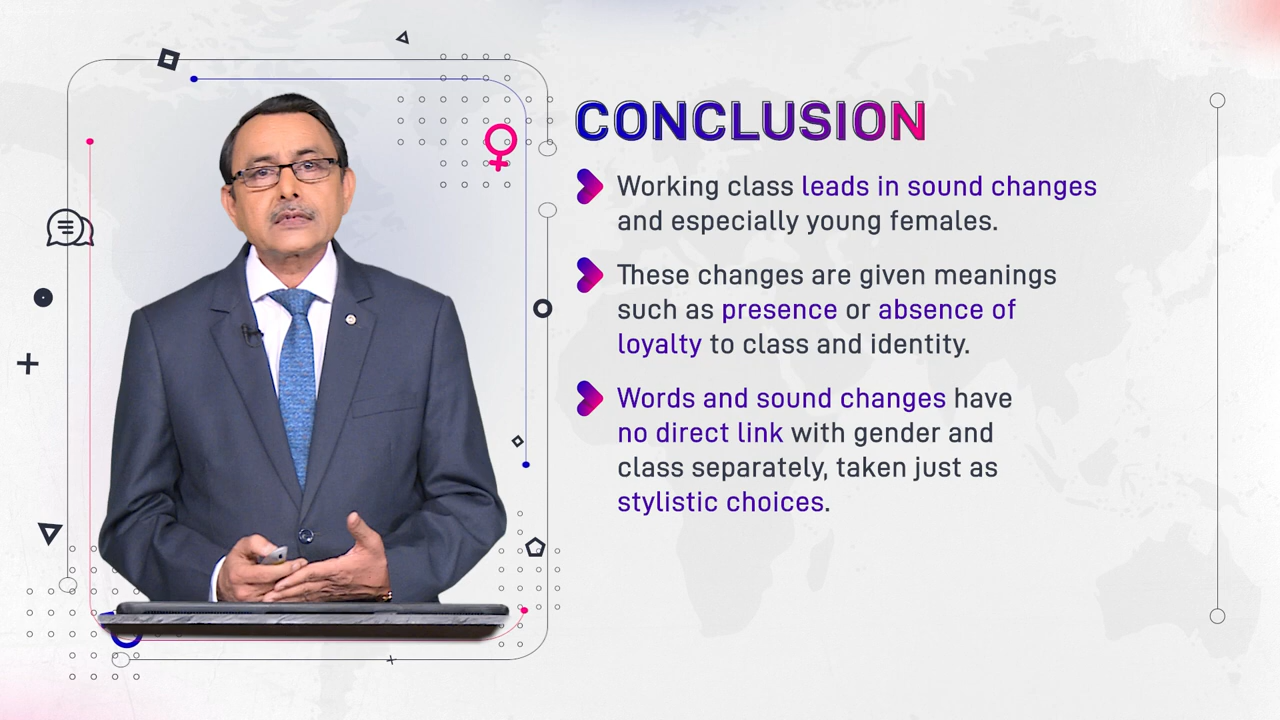 CONCLUSION
Working class leads in sound changes
and especially young females.
These changes are given meanings
such as presence or absence of
loyalty to class and identity.
Words and sound changes have
no direct link with gender and
class separately, taken just as
stylistic choices.